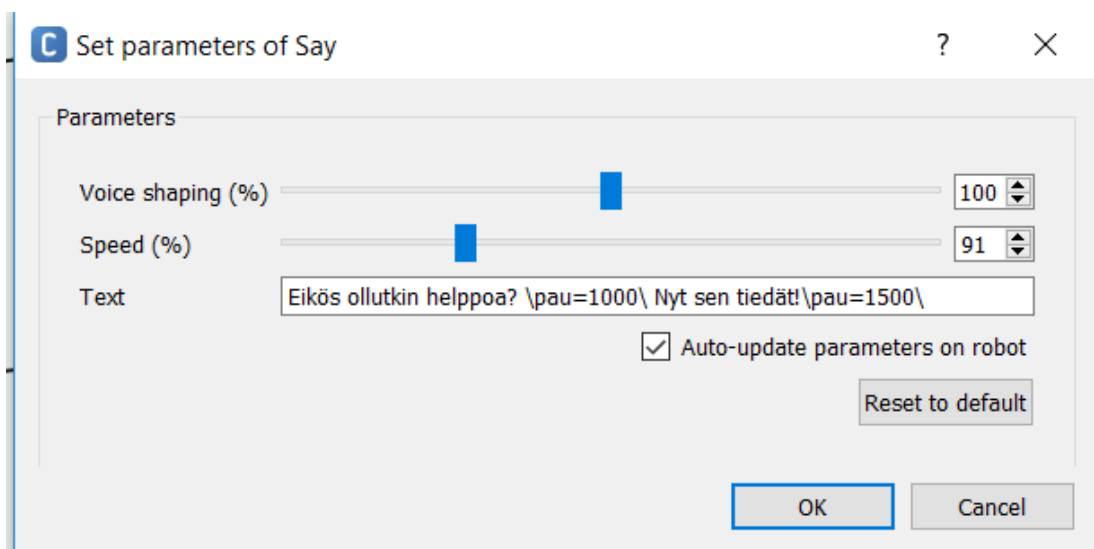 C Set parameters of Say ?
Parameters
Voice shaping (%) 100
Speed (%) 91
Text Eikös ollutkin helppoa? \pau=1000\ Nyt sen tiedät!\pau=1500\
Auto-update parameters on robot
Reset to default
OK Cancel